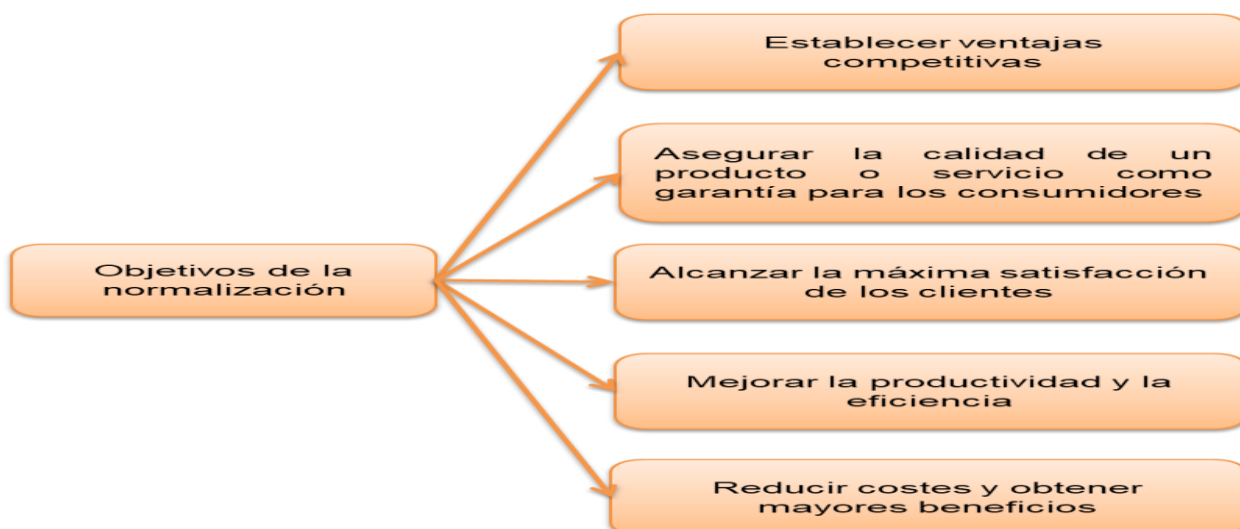 Establecer ventajas
competitivas
Asegurar la calidad de un
producto o servicio como
garantía para los consumidores
Objetivos de la
normalización
Alcanzar la máxima satisfacción
de los clientes
Mejorar la productividad y la
eficiencia
Reducir costes y obtener
mayores beneficios